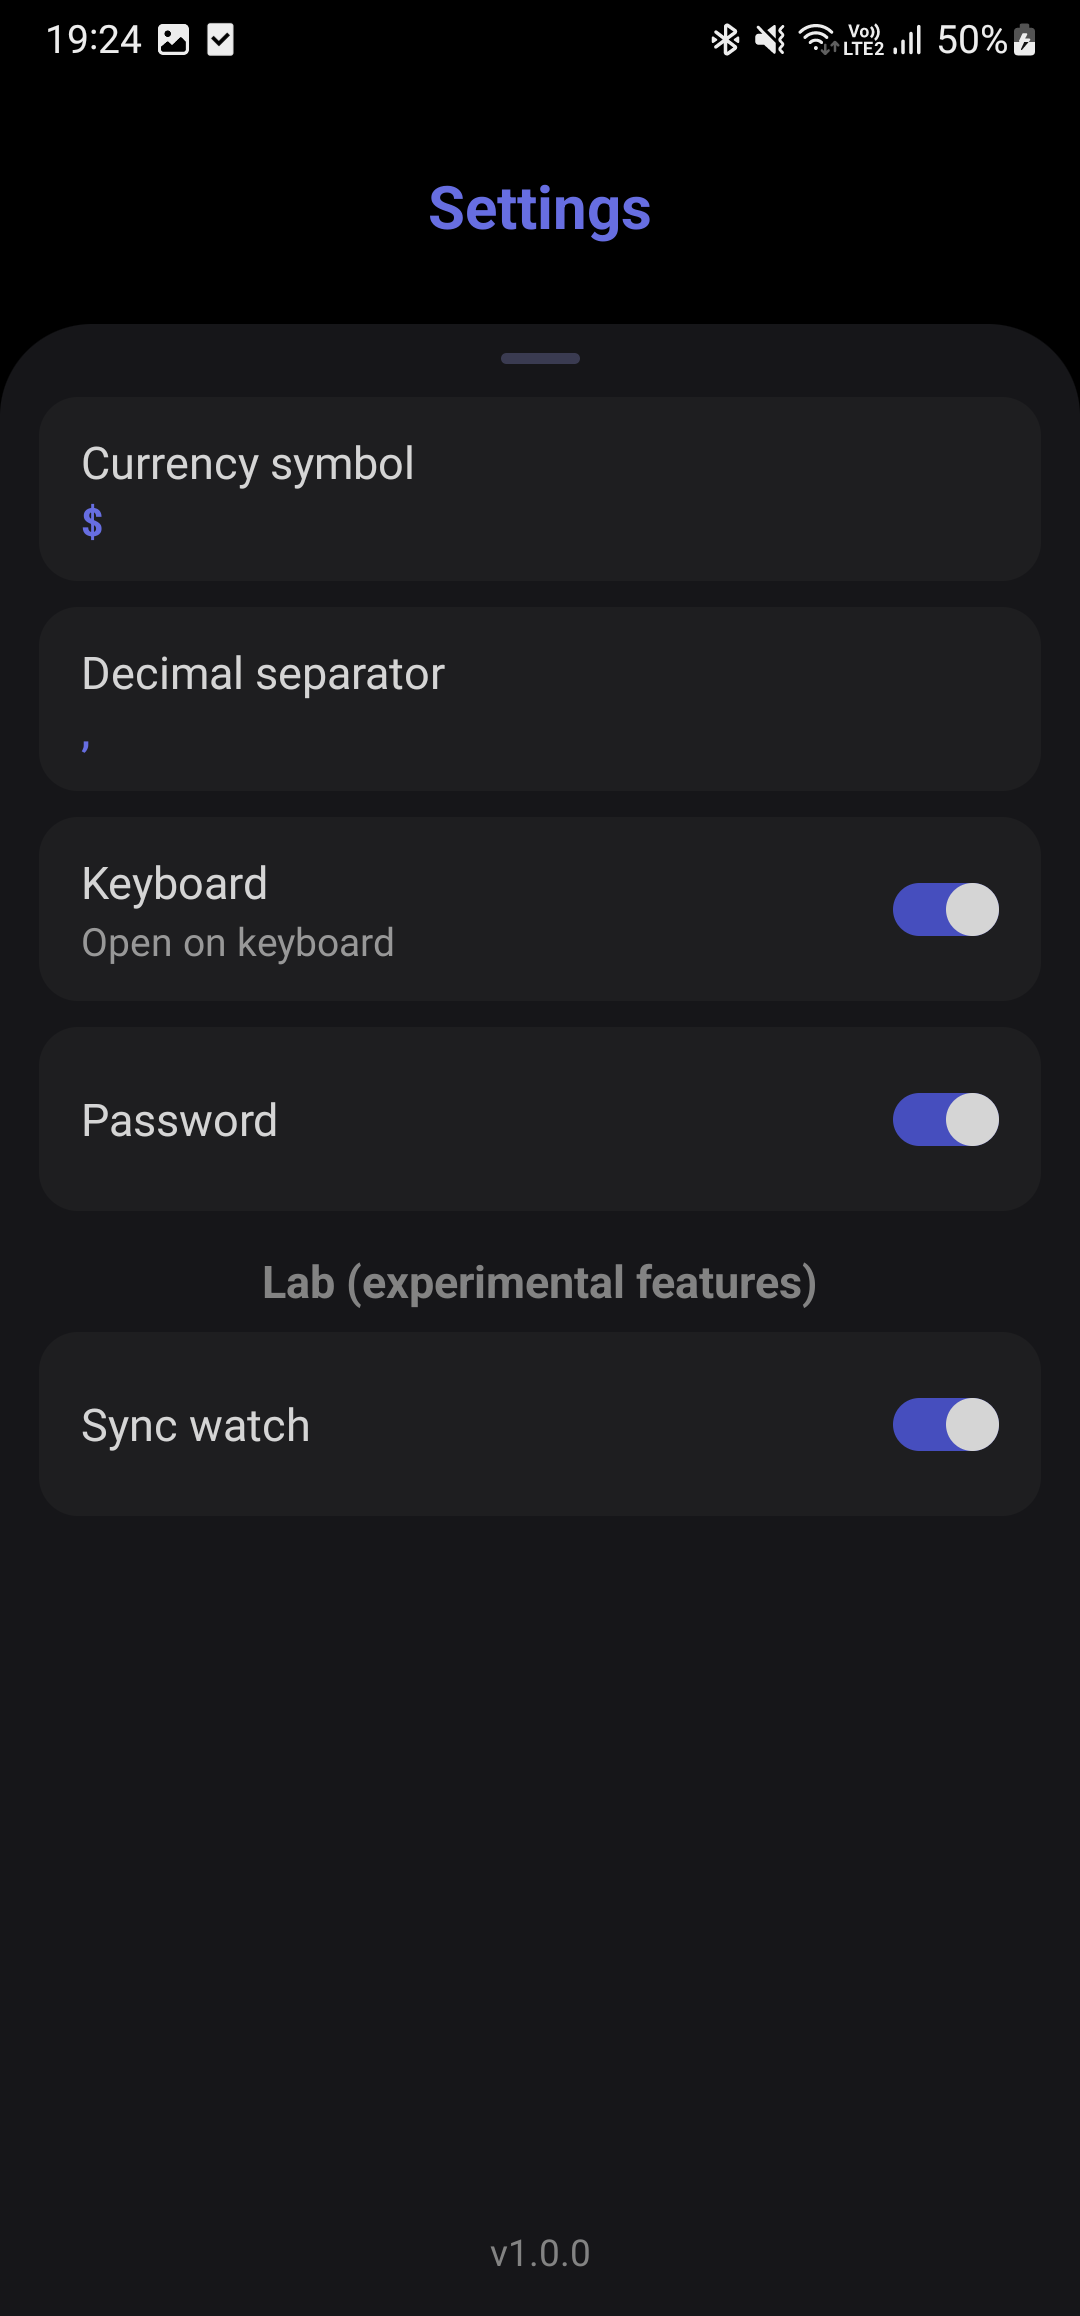 19:24 Vo)) LTE2 50%
Settings
Currency symbol
$
Decimal separator
,
Keyboard
Open on keyboard
Password
Lab (experimental features)
Sync watch
v1.0.0